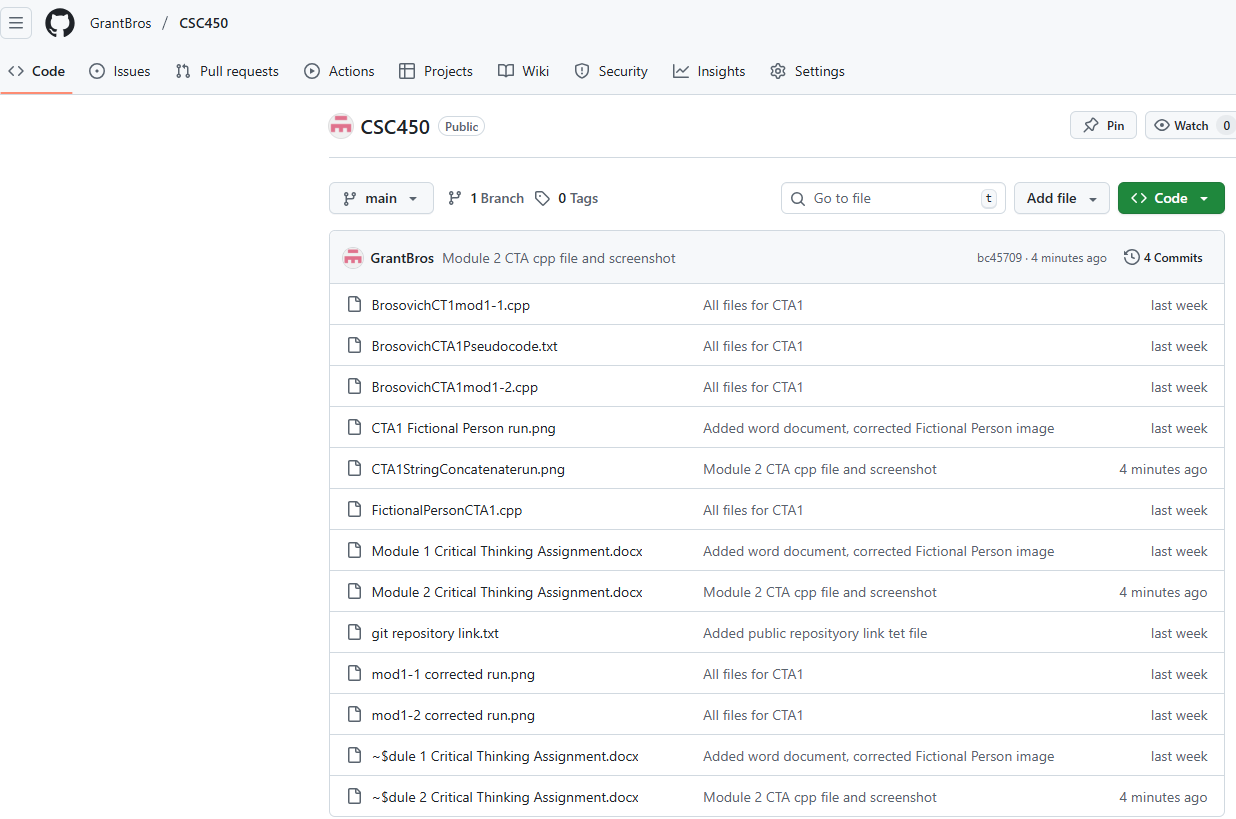 GrantBros / CSC450
Code Issues Pull requests Actions Projects Wiki Security Insights Settings
CSC450 Public Pin Watch 0
main 1 Branch 0 Tags Go to file t Add file Code
GrantBros Module 2 CTA cpp file and screenshot bc45709 · 4 minutes ago 4 Commits
BrosovichCT1mod1-1.cpp All files for CTA1 last week
BrosovichCTA1Pseudocode.txt All files for CTA1 last week
BrosovichCTA1mod1-2.cpp All files for CTA1 last week
CTA1 Fictional Person run.png Added word document, corrected Fictional Person image last week
CTA1StringConcatenaterun.png Module 2 CTA cpp file and screenshot 4 minutes ago
FictionalPersonCTA1.cpp All files for CTA1 last week
Module 1 Critical Thinking Assignment.docx Added word document, corrected Fictional Person image last week
Module 2 Critical Thinking Assignment.docx Module 2 CTA cpp file and screenshot 4 minutes ago
git repository link.txt Added public reposityory link tet file last week
mod1-1 corrected run.png All files for CTA1 last week
mod1-2 corrected run.png All files for CTA1 last week
~$dule 1 Critical Thinking Assignment.docx Added word document, corrected Fictional Person image last week
~$dule 2 Critical Thinking Assignment.docx Module 2 CTA cpp file and screenshot 4 minutes ago